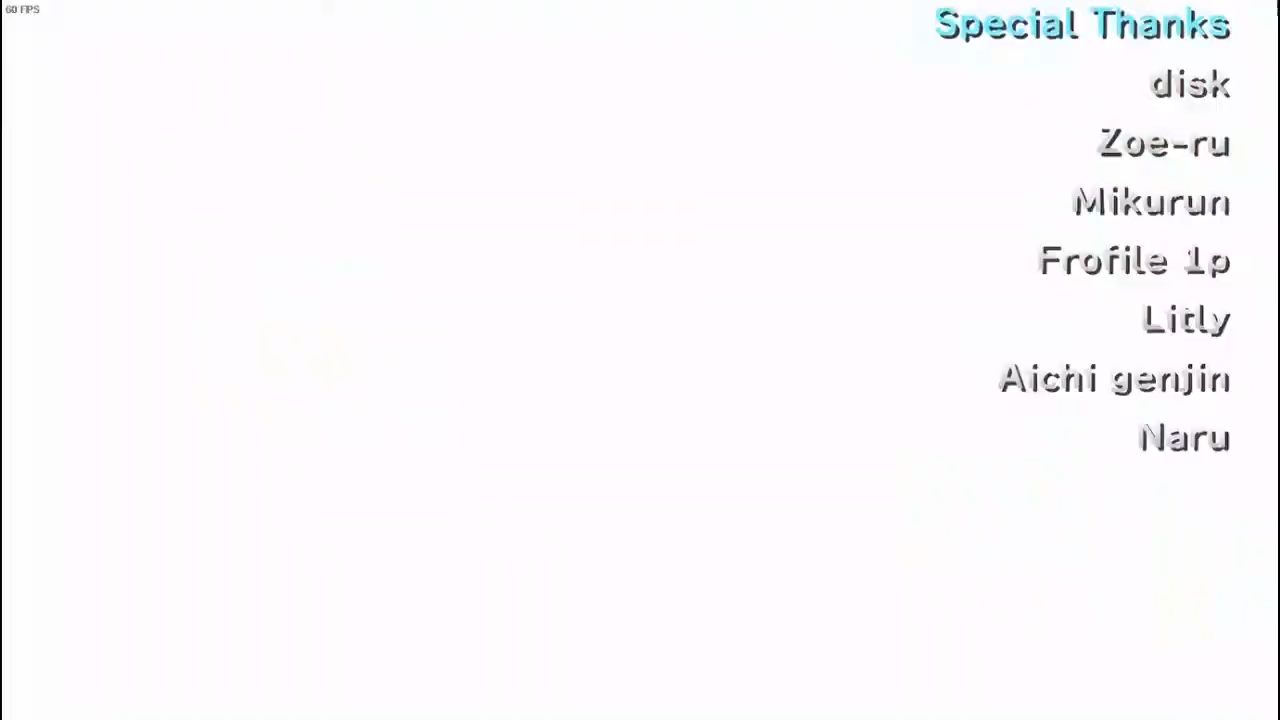 60 FPS
Special Thanks
disk
Zoe-ru
Mikurun
Frofile 1p
Litly
Aichi genjin
Naru